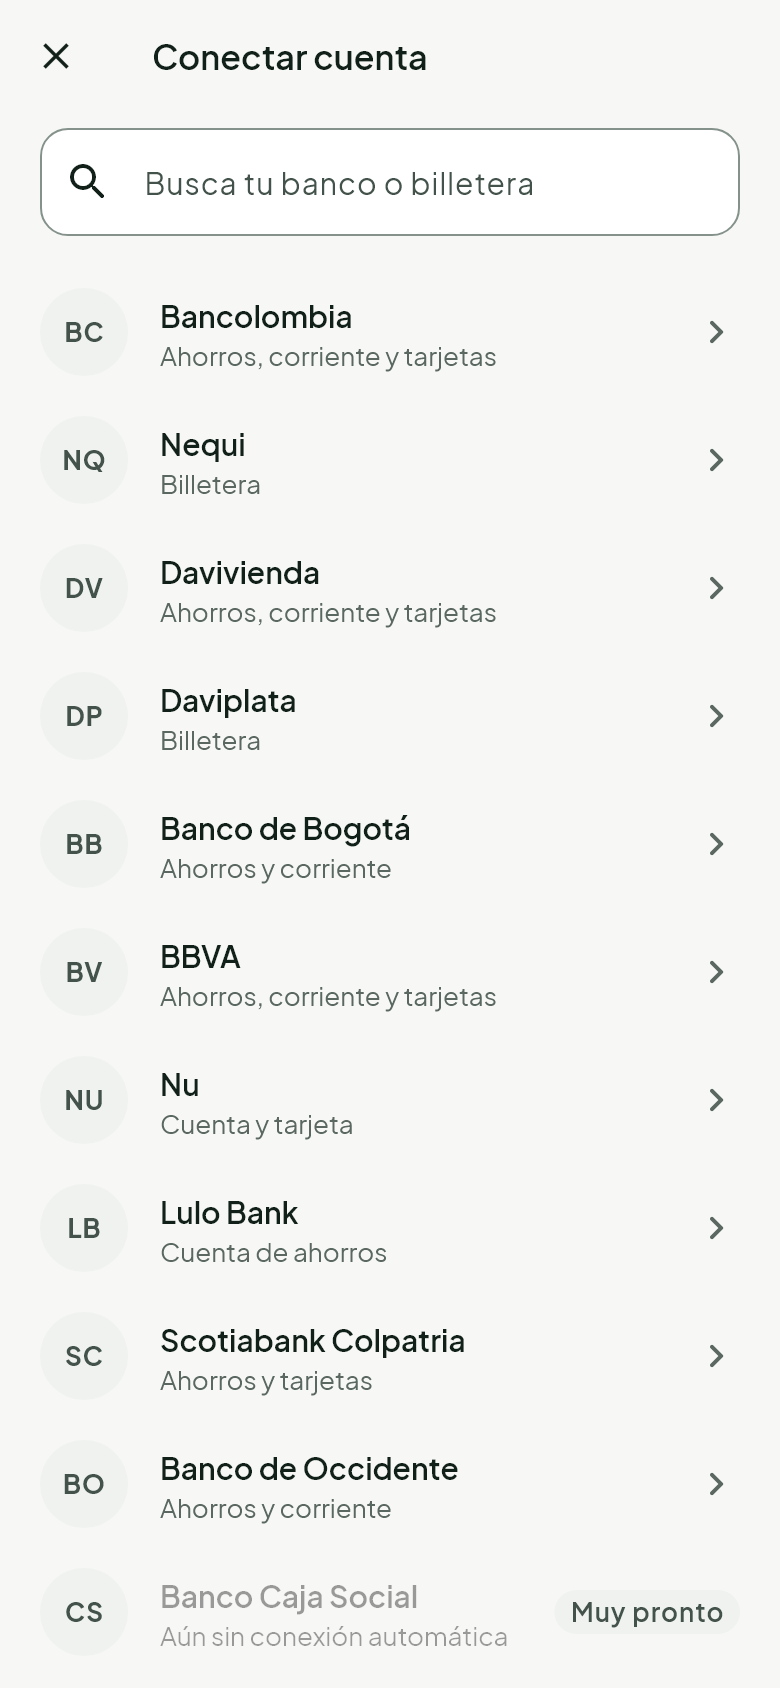 Conectar cuenta
Busca tu banco o billetera
BC
Bancolombia
Ahorros, corriente y tarjetas
NQ
Nequi
Billetera
DV
Davivienda
Ahorros, corriente y tarjetas
DP
Daviplata
Billetera
BB
Banco de Bogotá
Ahorros y corriente
BV
BBVA
Ahorros, corriente y tarjetas
NU
Nu
Cuenta y tarjeta
LB
Lulo Bank
Cuenta de ahorros
SC
Scotiabank Colpatria
Ahorros y tarjetas
BO
Banco de Occidente
Ahorros y corriente
CS
Banco Caja Social
Aún sin conexión automática
Muy pronto